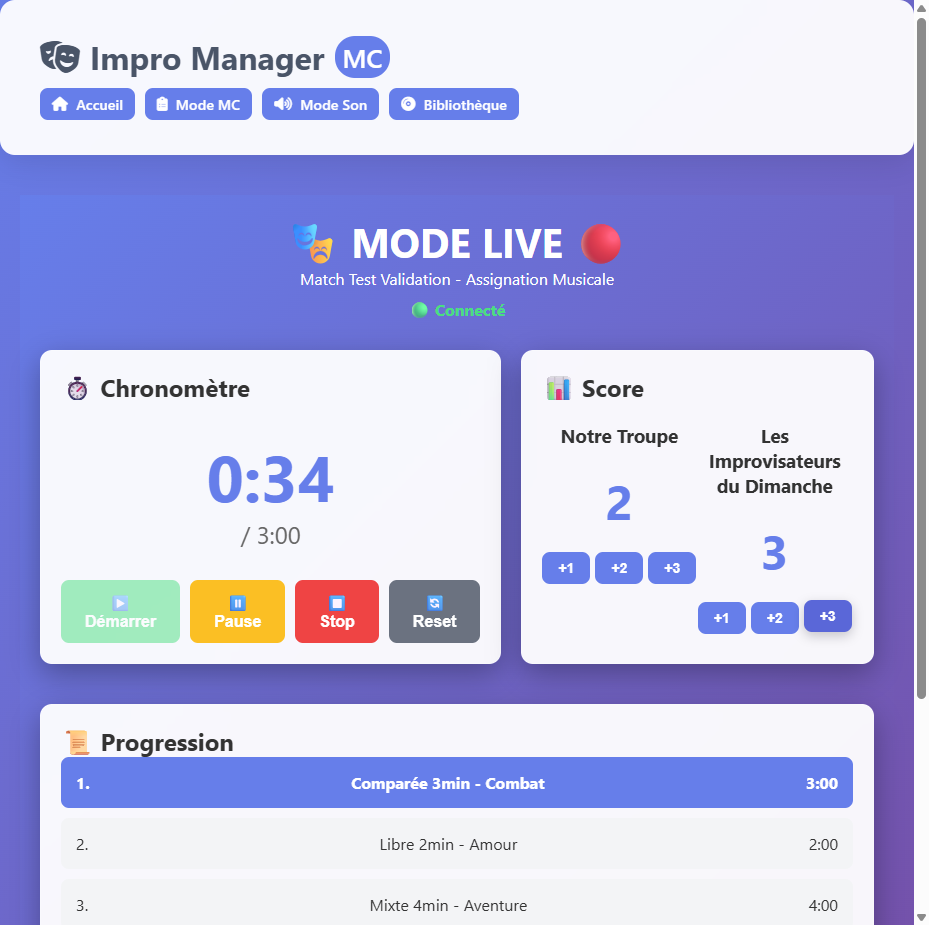 Impro Manager MC
Accueil Mode MC Mode Son Bibliothèque
MODE LIVE
Match Test Validation - Assignation Musicale
Connecté
Chronomètre
0:34
/ 3:00
Démarrer Pause Stop Reset
Score
Notre Troupe
2
+1 +2 +3
Les
Improvisateurs
du Dimanche
3
+1 +2 +3
Progression
1. Comparée 3min - Combat 3:00
2. Libre 2min - Amour 2:00
3. Mixte 4min - Aventure 4:00